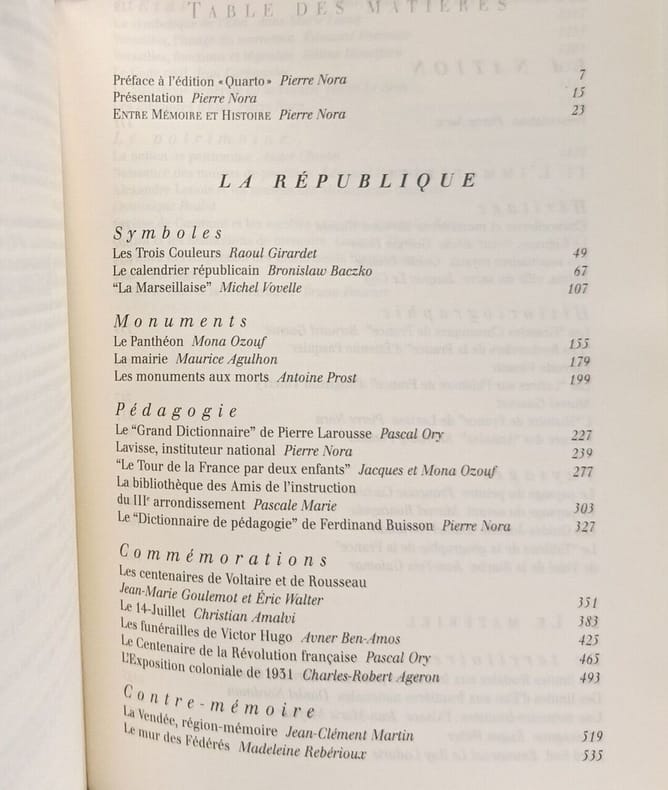 TABLE DES MATIÈRES
Préface à l'édition «Quarto» Pierre Nora 7
Présentation Pierre Nora 15
ENTRE MÉMOIRE ET HISTOIRE Pierre Nora 23
LA RÉPUBLIQUE
Symboles
Les Trois Couleurs Raoul Girardet 49
Le calendrier républicain Bronislaw Baczko 67
“La Marseillaise” Michel Vovelle 107
Monuments
Le Panthéon Mona Ozouf 155
La mairie Maurice Agulhon 179
Les monuments aux morts Antoine Prost 199
Pédagogie
Le “Grand Dictionnaire” de Pierre Larousse Pascal Ory 227
Lavisse, instituteur national Pierre Nora 239
“Le Tour de la France par deux enfants” Jacques et Mona Ozouf 277
La bibliothèque des Amis de l'instruction
du IIIe arrondissement Pascale Marie 303
Le “Dictionnaire de pédagogie” de Ferdinand Buisson Pierre Nora 327
Commémorations
Les centenaires de Voltaire et de Rousseau
Jean-Marie Goulemot et Éric Walter 351
Le 14-Juillet Christian Amalvi 383
Les funérailles de Victor Hugo Avner Ben-Amos 425
Le Centenaire de la Révolution française Pascal Ory 465
L'Exposition coloniale de 1931 Charles-Robert Ageron 493
Contre-mémoire
La Vendée, région-mémoire Jean-Clément Martin 519
Le mur des Fédérés Madeleine Rebérioux 535